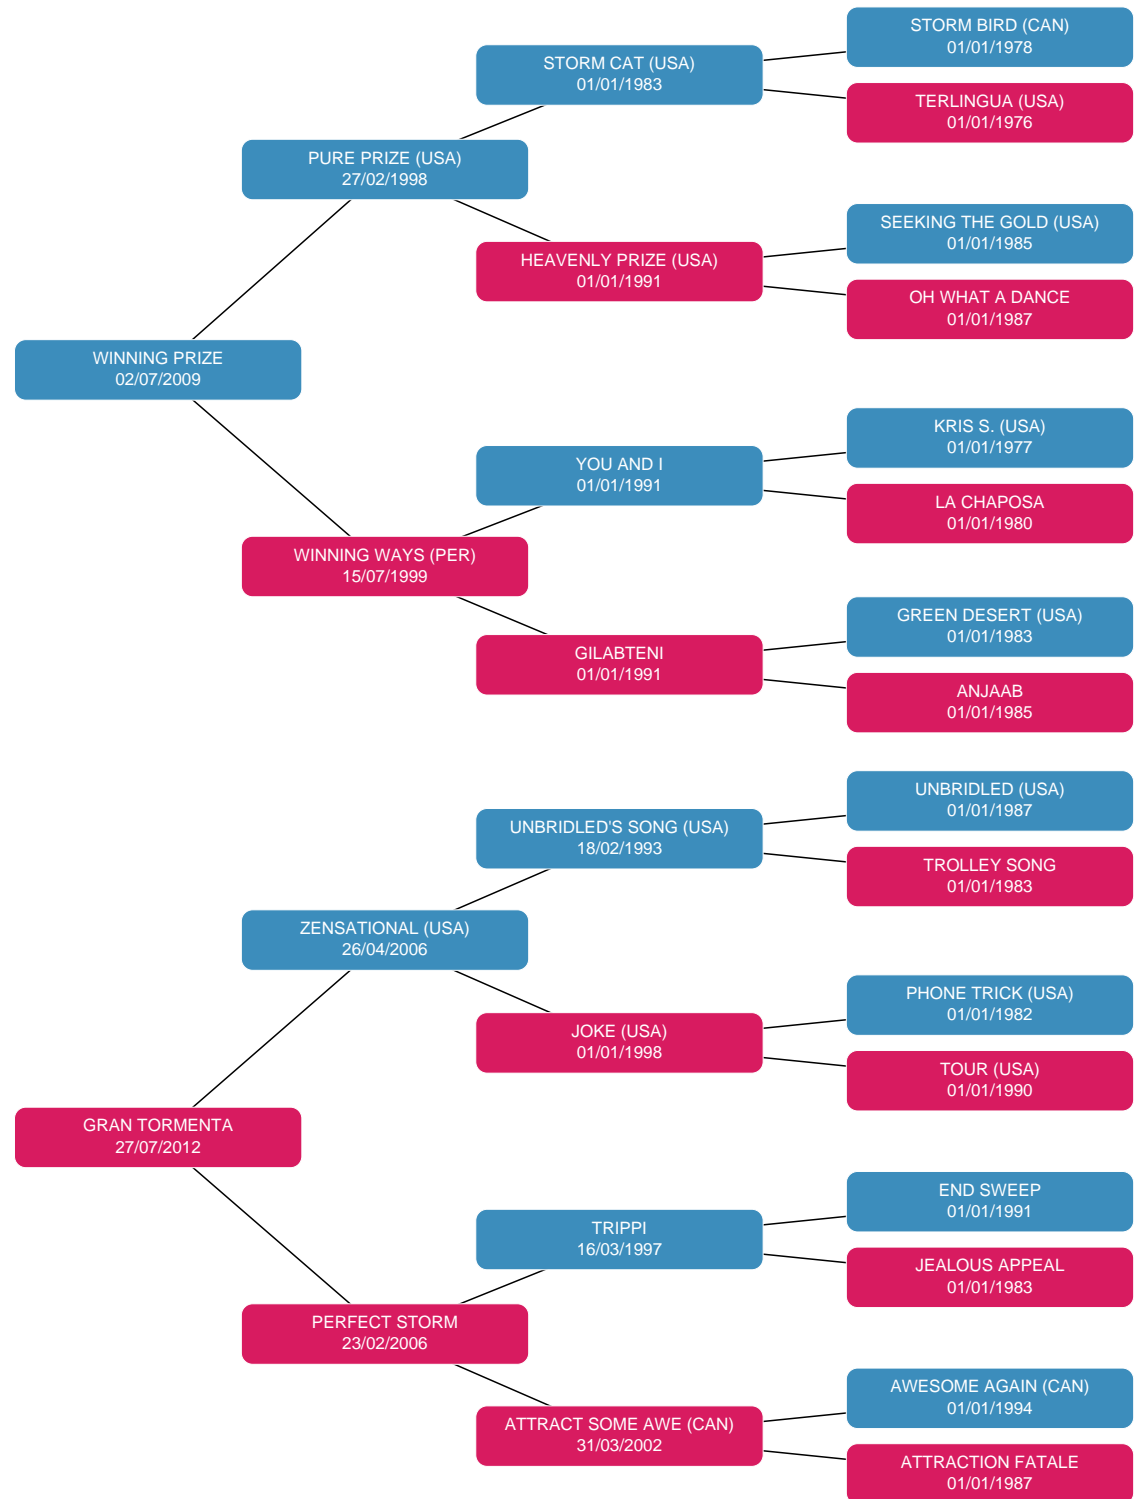 STORM BIRD (CAN)
01/01/1978
STORM CAT (USA)
01/01/1983
TERLINGUA (USA)
01/01/1976
PURE PRIZE (USA)
27/02/1998
SEEKING THE GOLD (USA)
01/01/1985
HEAVENLY PRIZE (USA)
01/01/1991
OH WHAT A DANCE
01/01/1987
WINNING PRIZE
02/07/2009
KRIS S. (USA)
01/01/1977
YOU AND I
01/01/1991
LA CHAPOSA
01/01/1980
WINNING WAYS (PER)
15/07/1999
GREEN DESERT (USA)
01/01/1983
GILABTENI
01/01/1991
ANJAAB
01/01/1985
UNBRIDLED (USA)
01/01/1987
UNBRIDLED'S SONG (USA)
18/02/1993
TROLLEY SONG
01/01/1983
ZENSATIONAL (USA)
26/04/2006
PHONE TRICK (USA)
01/01/1982
JOKE (USA)
01/01/1998
TOUR (USA)
01/01/1990
GRAN TORMENTA
27/07/2012
END SWEEP
01/01/1991
TRIPPI
16/03/1997
JEALOUS APPEAL
01/01/1983
PERFECT STORM
23/02/2006
AWESOME AGAIN (CAN)
01/01/1994
ATTRACT SOME AWE (CAN)
31/03/2002
ATTRACTION FATALE
01/01/1987